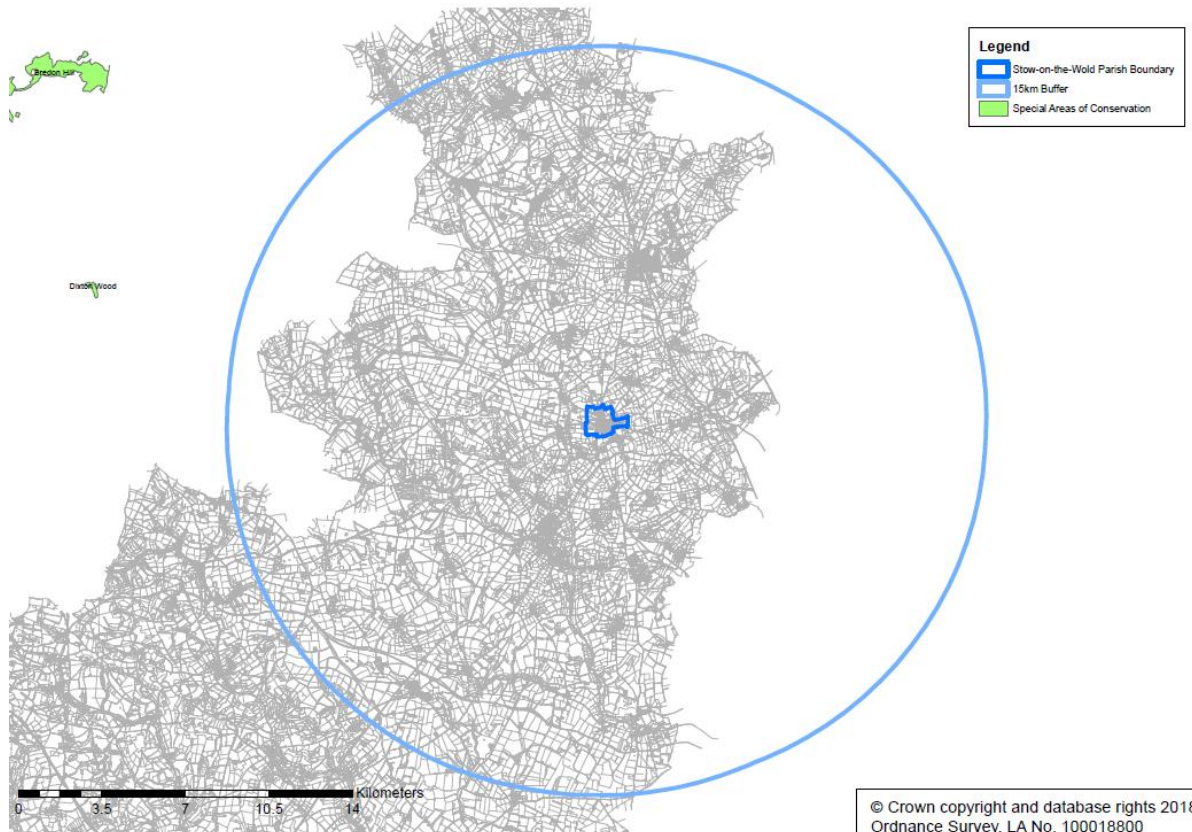 Legend
Stow-on-the-Wold Parish Boundary
15km Buffer
Special Areas of Conservation
Bredon Hill
Dixton Wood
Kilometers
0 3.5 7 10.5 14
© Crown copyright and database rights 2018
Ordnance Survey, LA No. 100018800